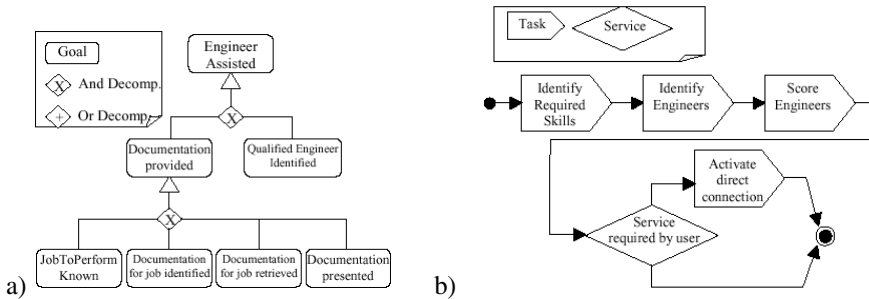 a)
Goal
X
And Decomp.
+
Or Decomp.
Engineer
Assisted
X
Documentation
provided
Qualified Engineer
Identified
X
JobToPerform
Known
Documentation
for job identified
Documentation
for job retrieved
Documentation
presented
b)
Task
Service
Identify
Required
Skills
Identify
Engineers
Score
Engineers
Activate
direct
connection
Service
required by user